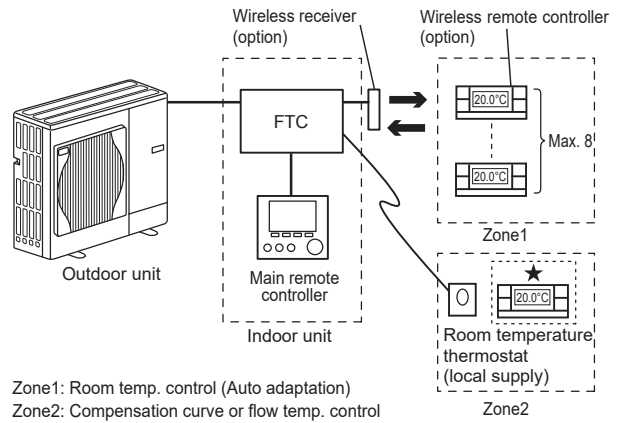 Wireless receiver
(option)
Wireless remote controller
(option)
FTC
20.0°C
Max. 8
20.0°C
Zone1
Outdoor unit
Main remote
controller
Indoor unit
★
20.0°C
Room temperature
thermostat
(local supply)
Zone2
Zone1: Room temp. control (Auto adaptation)
Zone2: Compensation curve or flow temp. control